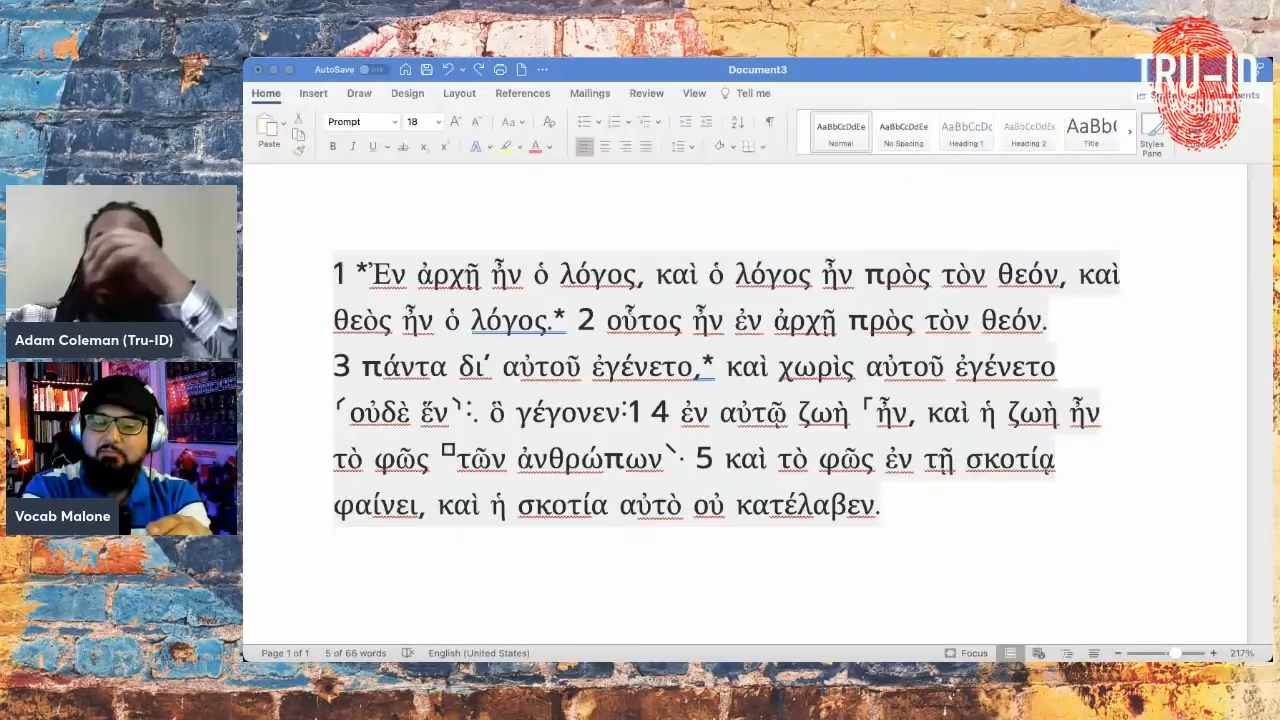 AutoSave OFF
Document3
Home Insert Draw Design Layout References Mailings Review View Tell me
TRU-ID
Paste
Prompt 18
AaBbCcDdEe AaBbCcDdEe AaBbCcDc AaBbCcDdEe AaBb(
Normal No Spacing Heading 1 Heading 2 Title
Styles
Pane
1 *Ἐν ἀρχῇ ἦν ὁ λόγος, καὶ ὁ λόγος ἦν πρὸς τὸν θεόν, καὶ
θεὸς ἦν ὁ λόγος.* 2 οὗτος ἦν ἐν ἀρχῇ πρὸς τὸν θεόν.
3 πάντα δι’ αὐτοῦ ἐγένετο,* καὶ χωρὶς αὐτοῦ ἐγένετο
⸂οὐδὲ ἕν⸃:. ὃ γέγονεν:1 4 ἐν αὐτῷ ζωὴ ⸀ἦν, καὶ ἡ ζωὴ ἦν
τὸ φῶς ⸋τῶν ἀνθρώπων⸌· 5 καὶ τὸ φῶς ἐν τῇ σκοτίᾳ
φαίνει, καὶ ἡ σκοτία αὐτὸ οὐ κατέλαβεν.
Adam Coleman (Tru-ID)
Vocab Malone
Page 1 of 1 5 of 66 words English (United States) Focus 217%